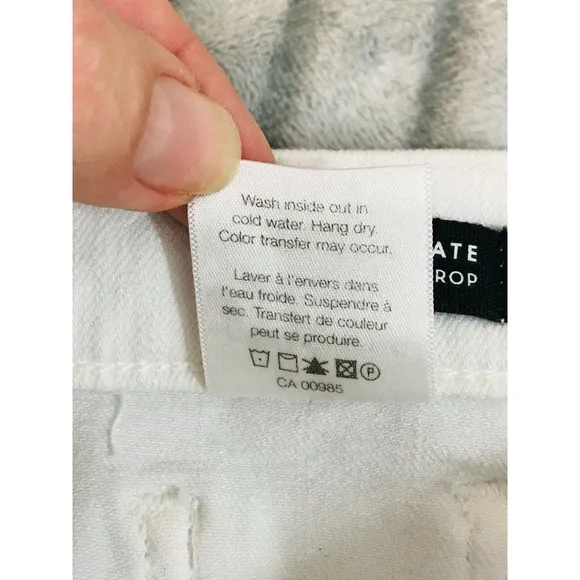 Wash inside out in
cold water. Hang dry.
Color transfer may occur.
Laver à l'envers dans
l'eau froide. Suspendre à
sec. Transfert de couleur
peut se produire.
P
CA 00985
ATE
ROP